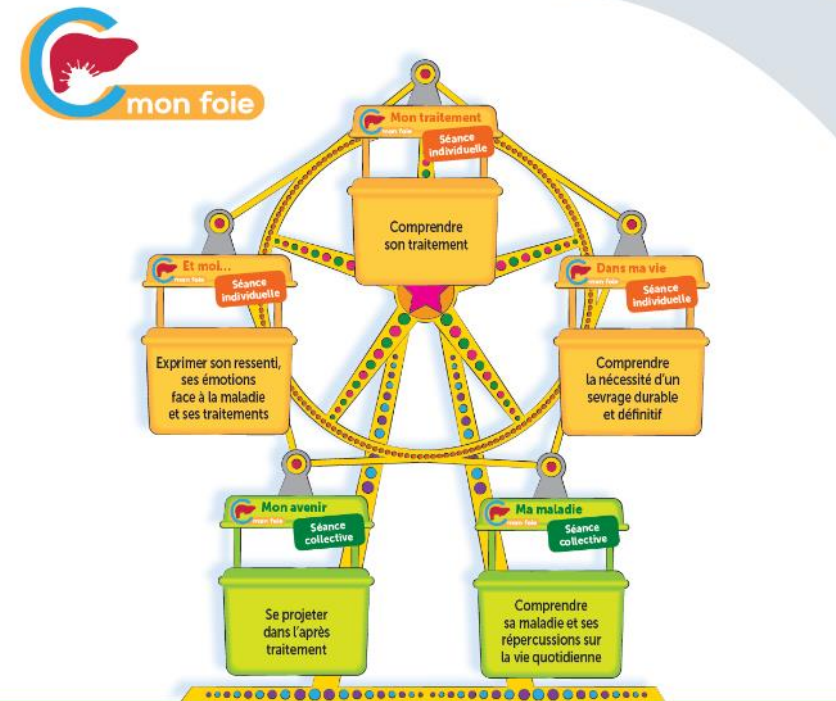 C mon foie
Mon traitement
mon foie
Séance
individuelle
Comprendre
son traitement
Et moi...
mon foie
Séance
individuelle
Exprimer son ressenti,
ses émotions
face à la maladie
et ses traitements
Dans ma vie
mon foie
Séance
individuelle
Comprendre
la nécessité d'un
sevrage durable
et définitif
Mon avenir
mon foie
Séance
collective
Se projeter
dans l'après
traitement
Ma maladie
mon foie
Séance
collective
Comprendre
sa maladie et ses
répercussions sur
la vie quotidienne